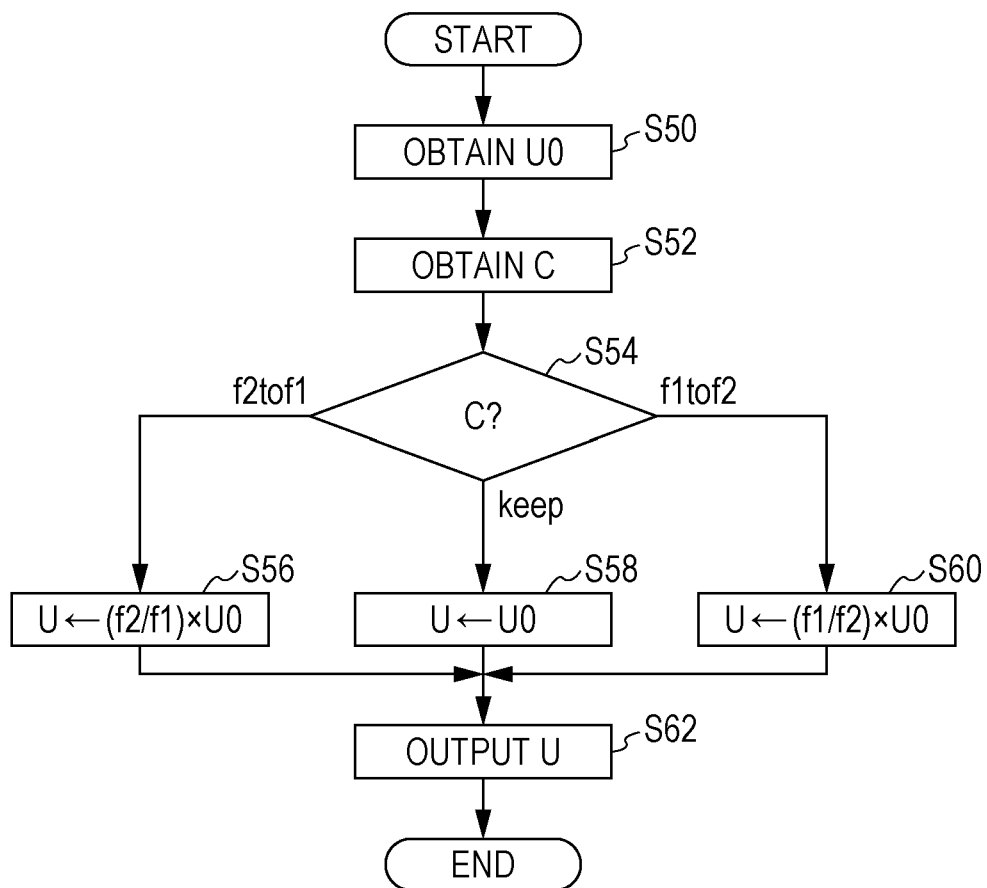 START
OBTAIN U0
S50
OBTAIN C
S52
S54
f2tof1
C?
f1tof2
keep
S56
U←(f2/f1)×U0
S58
U←U0
S60
U←(f1/f2)×U0
OUTPUT U
S62
END